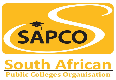 SAPCO
South African
Public Colleges Organisation